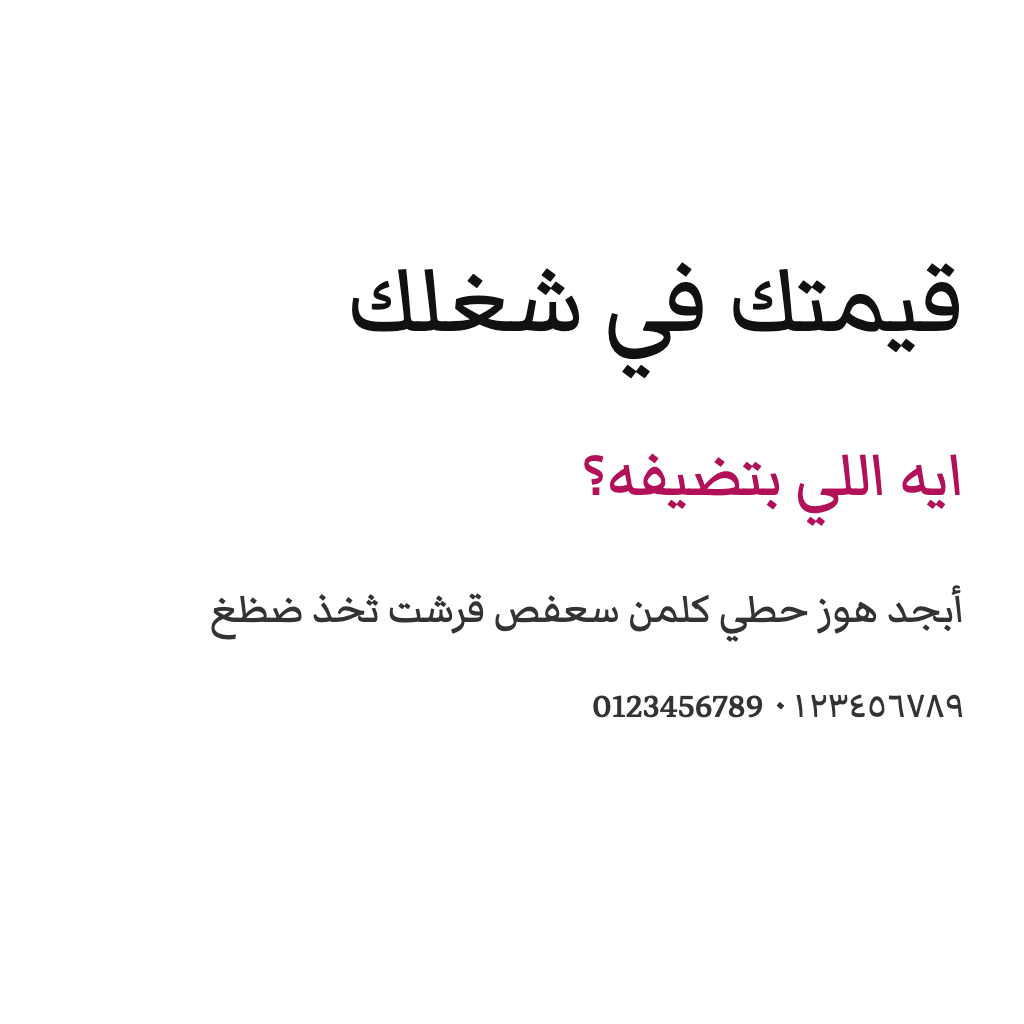 قيمتك في شغلك
ايه اللي بتضيفه؟
أبجد هوز حطي كلمن سعفص قرشت ثخذ ضظغ
٠١٢٣٤٥٦٧٨٩ 0123456789